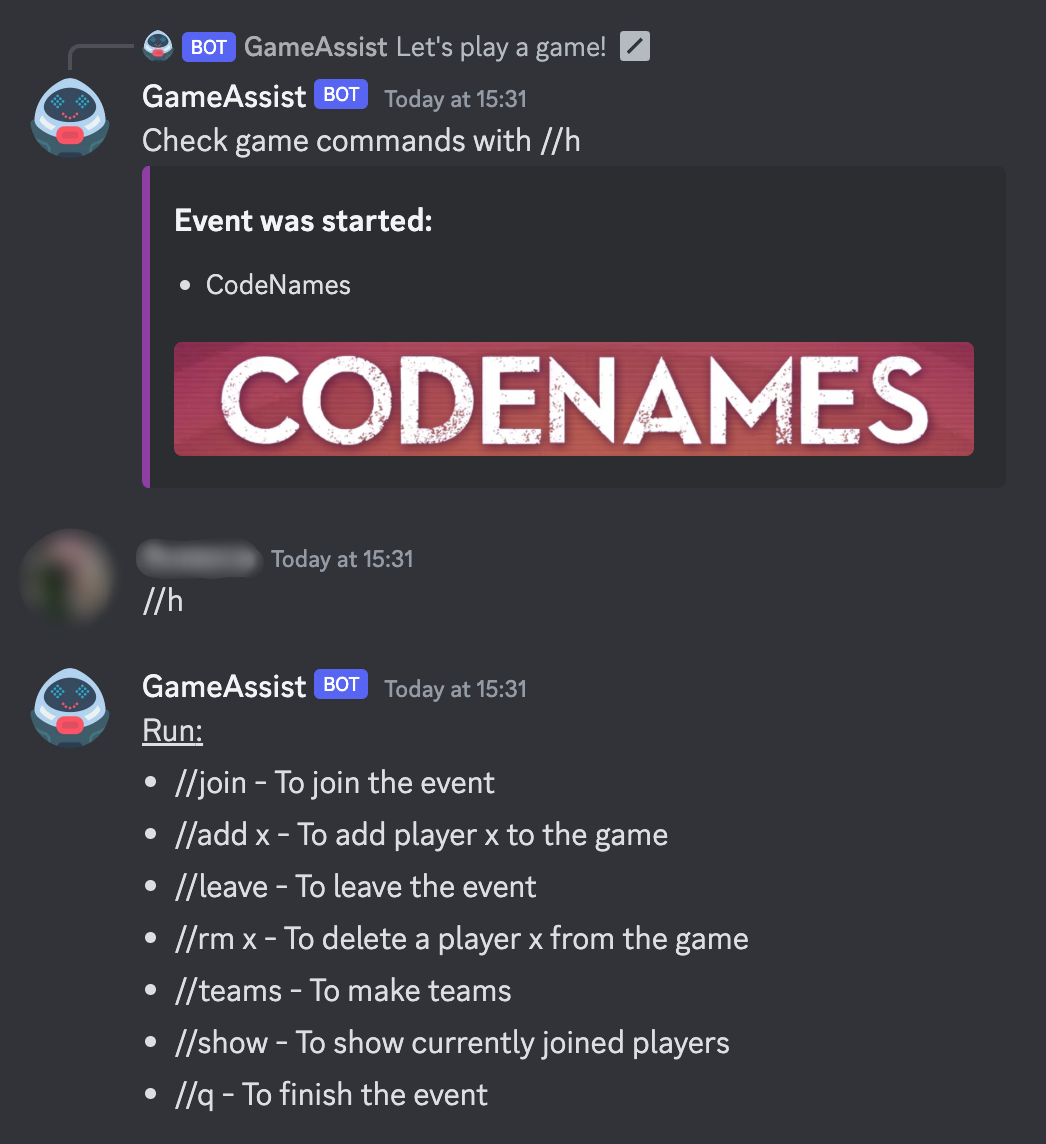 BOT GameAssist Let's play a game!
GameAssist BOT Today at 15:31
Check game commands with //h
Event was started:
• CodeNames
CODENAMES
Today at 15:31
//h
GameAssist BOT Today at 15:31
Run:
• //join - To join the event
• //add x - To add player x to the game
• //leave - To leave the event
• //rm x - To delete a player x from the game
• //teams - To make teams
• //show - To show currently joined players
• //q - To finish the event